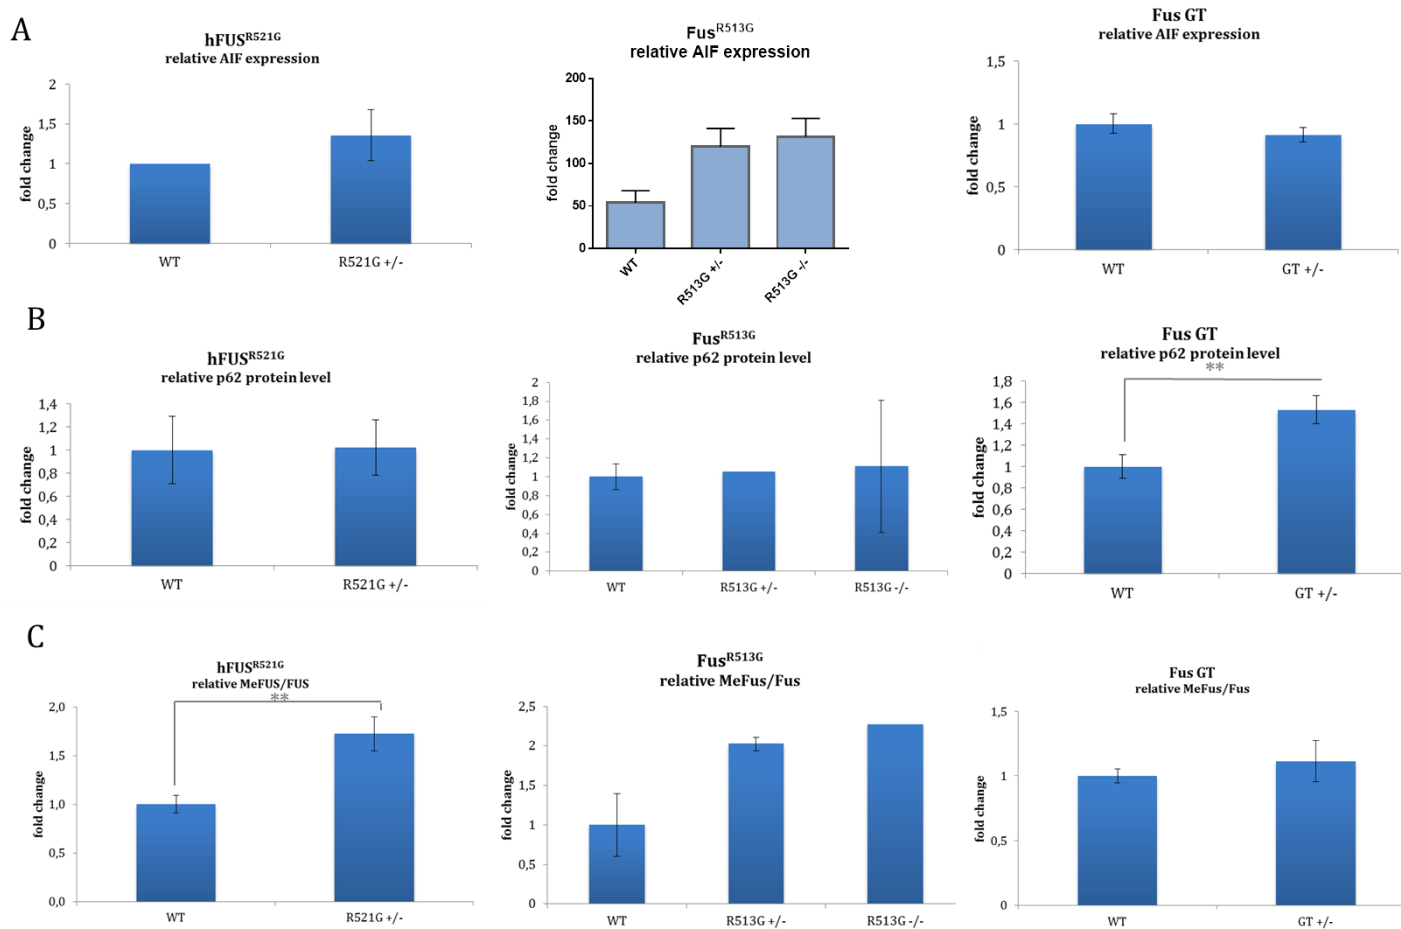 A
hFUSR521G
relative AIF expression
fold change
2
1,5
1
0,5
0
WT
R521G +/-
FusR513G
relative AIF expression
fold change
200
150
100
50
0
WT
R513G +/-
R513G -/-
Fus GT
relative AIF expression
fold change
1,5
1
0,5
0
WT
GT +/-
B
hFUSR521G
relative p62 protein level
fold change
1,4
1,2
1
0,8
0,6
0,4
0,2
0
WT
R521G +/-
FusR513G
relative p62 protein level
fold change
2
1,8
1,6
1,4
1,2
1
0,8
0,6
0,4
0,2
0
WT
R513G +/-
R513G -/-
Fus GT
relative p62 protein level
**
fold change
1,8
1,6
1,4
1,2
1
0,8
0,6
0,4
0,2
0
WT
GT +/-
C
hFUSR521G
relative MeFUS/FUS
**
fold change
2,0
1,5
1,0
0,5
0,0
WT
R521G +/-
FusR513G
relative MeFus/Fus
fold change
2,5
2
1,5
1
0,5
0
WT
R513G +/-
R513G -/-
Fus GT
relative MeFus/Fus
fold change
1,5
1
0,5
0
WT
GT +/-